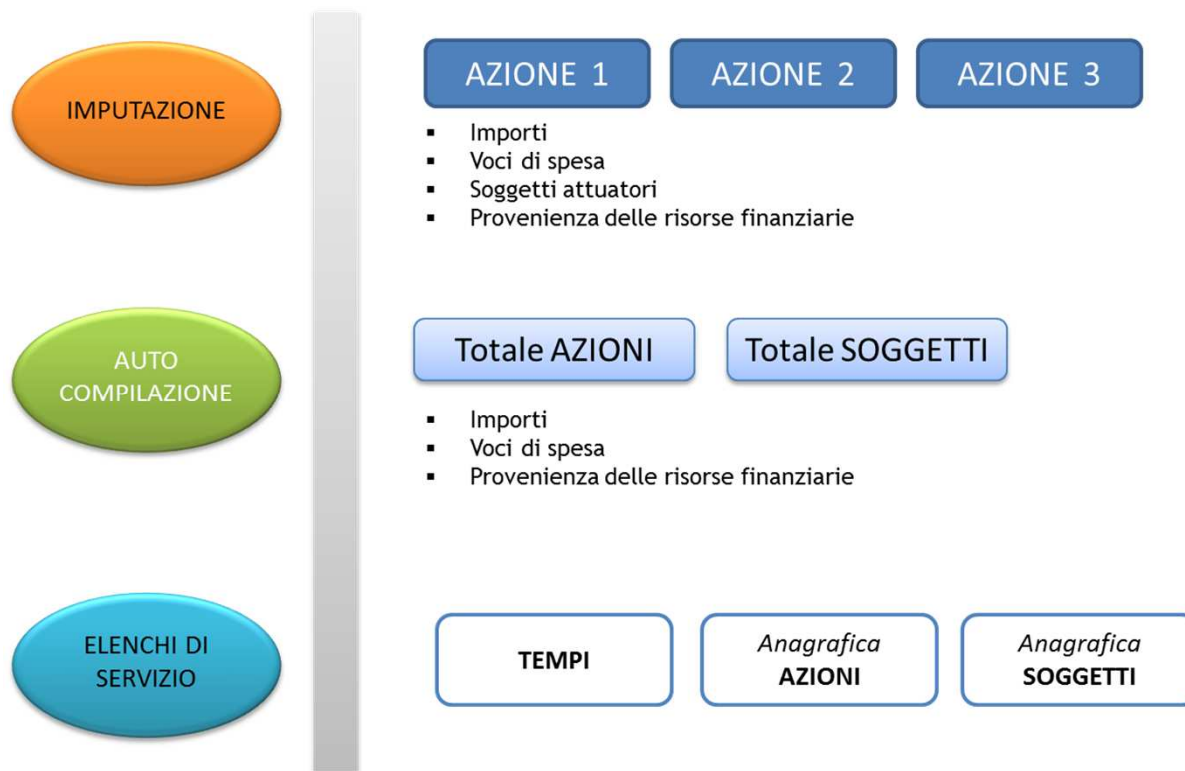 IMPUTAZIONE
AZIONE 1
AZIONE 2
AZIONE 3
▪ Importi
▪ Voci di spesa
▪ Soggetti attuatori
▪ Provenienza delle risorse finanziarie
AUTO
COMPILAZIONE
Totale AZIONI
Totale SOGGETTI
▪ Importi
▪ Voci di spesa
▪ Provenienza delle risorse finanziarie
ELENCHI DI
SERVIZIO
TEMPI
Anagrafica
AZIONI
Anagrafica
SOGGETTI